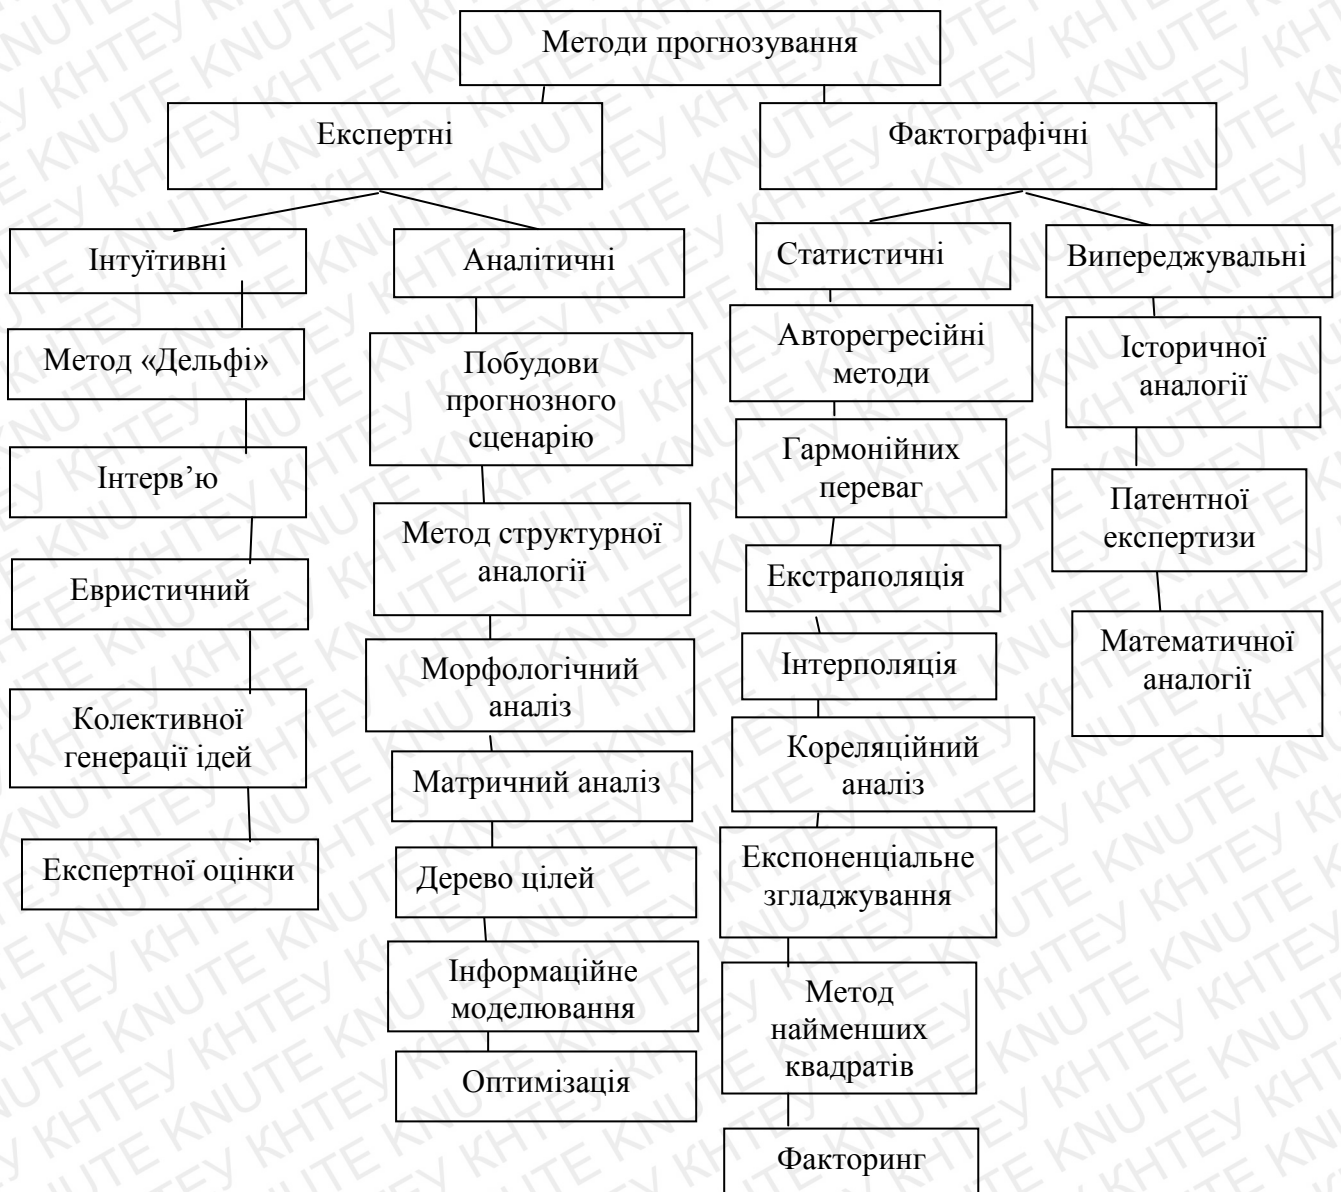 Методи прогнозування
Експертні
Фактографічні
Інтуїтивні
Аналітичні
Статистичні
Випереджувальні
Метод «Дельфі»
Інтерв’ю
Евристичний
Колективної
генерації ідей
Експертної оцінки
Побудови
прогнозного
сценарію
Метод структурної
аналогії
Морфологічний
аналіз
Матричний аналіз
Дерево цілей
Інформаційне
моделювання
Оптимізація
Авторегресійні
методи
Гармонійних
переваг
Екстраполяція
Інтерполяція
Кореляційний
аналіз
Експоненціальне
згладжування
Метод
найменших
квадратів
Факторинг
Історичної
аналогії
Патентної
експертизи
Математичної
аналогії
KNUTE КНТЕУ